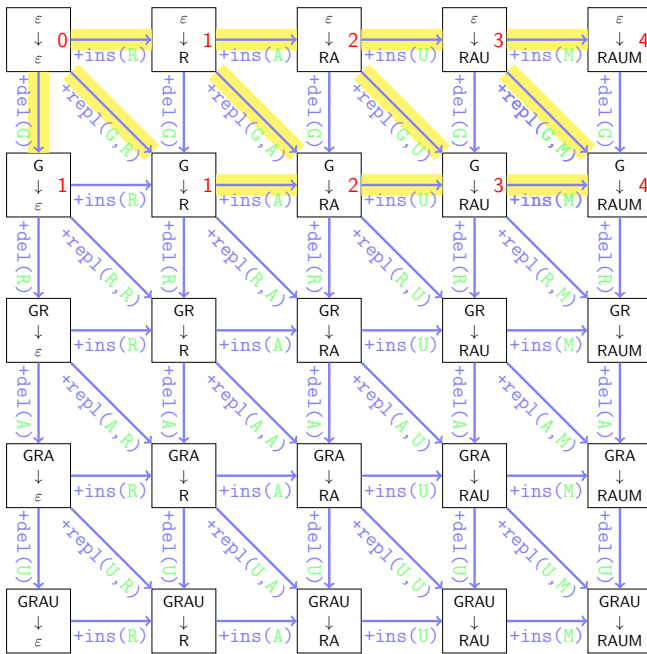 ε ε ε ε ε
↓ 0 ↓ 1 ↓ 2 ↓ 3 ↓ 4
ε +ins(R) R +ins(A) RA +ins(U) RAU +ins(M) RAUM
+del(G) +repl(G,R) +del(G) +repl(G,A) +del(G) +repl(G,U) +del(G) +repl(G,M) +del(G)
G G G G G
↓ 1 ↓ 1 ↓ 2 ↓ 3 ↓ 4
ε +ins(R) R +ins(A) RA +ins(U) RAU +ins(M) RAUM
+del(R) +repl(R,R) +del(R) +repl(R,A) +del(R) +repl(R,U) +del(R) +repl(R,M) +del(R)
GR GR GR GR GR
↓ ↓ ↓ ↓ ↓
ε +ins(R) R +ins(A) RA +ins(U) RAU +ins(M) RAUM
+del(A) +repl(A,R) +del(A) +repl(A,A) +del(A) +repl(A,U) +del(A) +repl(A,M) +del(A)
GRA GRA GRA GRA GRA
↓ ↓ ↓ ↓ ↓
ε +ins(R) R +ins(A) RA +ins(U) RAU +ins(M) RAUM
+del(U) +repl(U,R) +del(U) +repl(U,A) +del(U) +repl(U,U) +del(U) +repl(U,M) +del(U)
GRAU GRAU GRAU GRAU GRAU
↓ ↓ ↓ ↓ ↓
ε +ins(R) R +ins(A) RA +ins(U) RAU +ins(M) RAUM